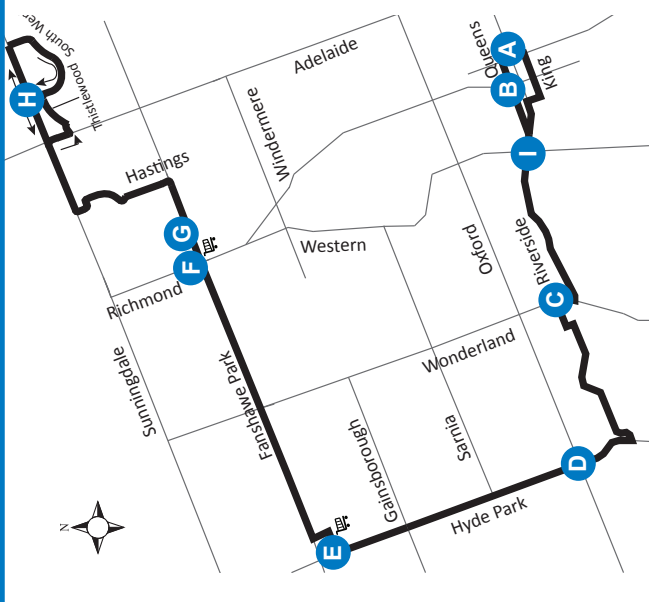 South Wen
Thistlewood
H
Adelaide
Queens
A
B
King
Windermere
Hastings
I
G
F
Western
Richmond
Oxford
Riverside
C
Sunningdale
Wonderland
Fanshawe Park
Gainsborough
Sarnia
D
Hyde Park
N
E